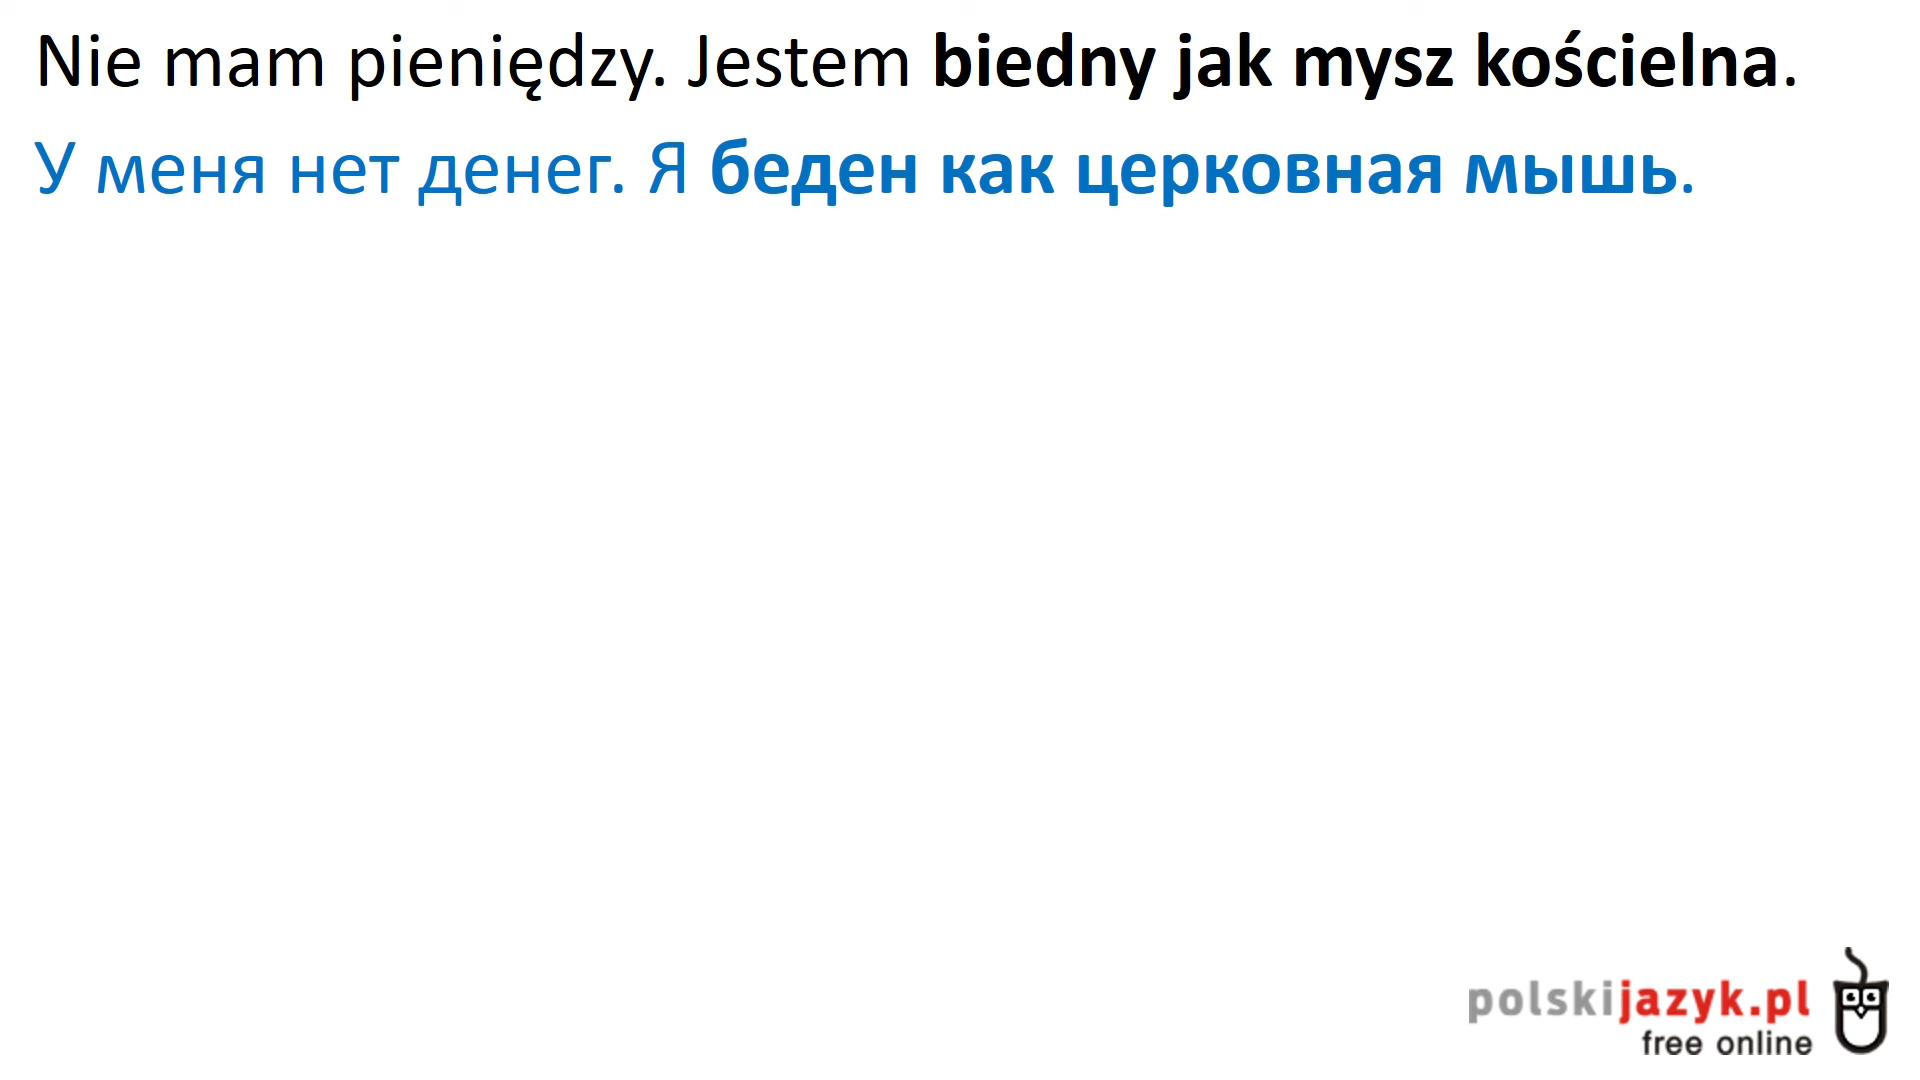 Nie mam pieniędzy. Jestem biedny jak mysz kościelna.
У меня нет денег. Я беден как церковная мышь.
polskijazyk.pl
free online